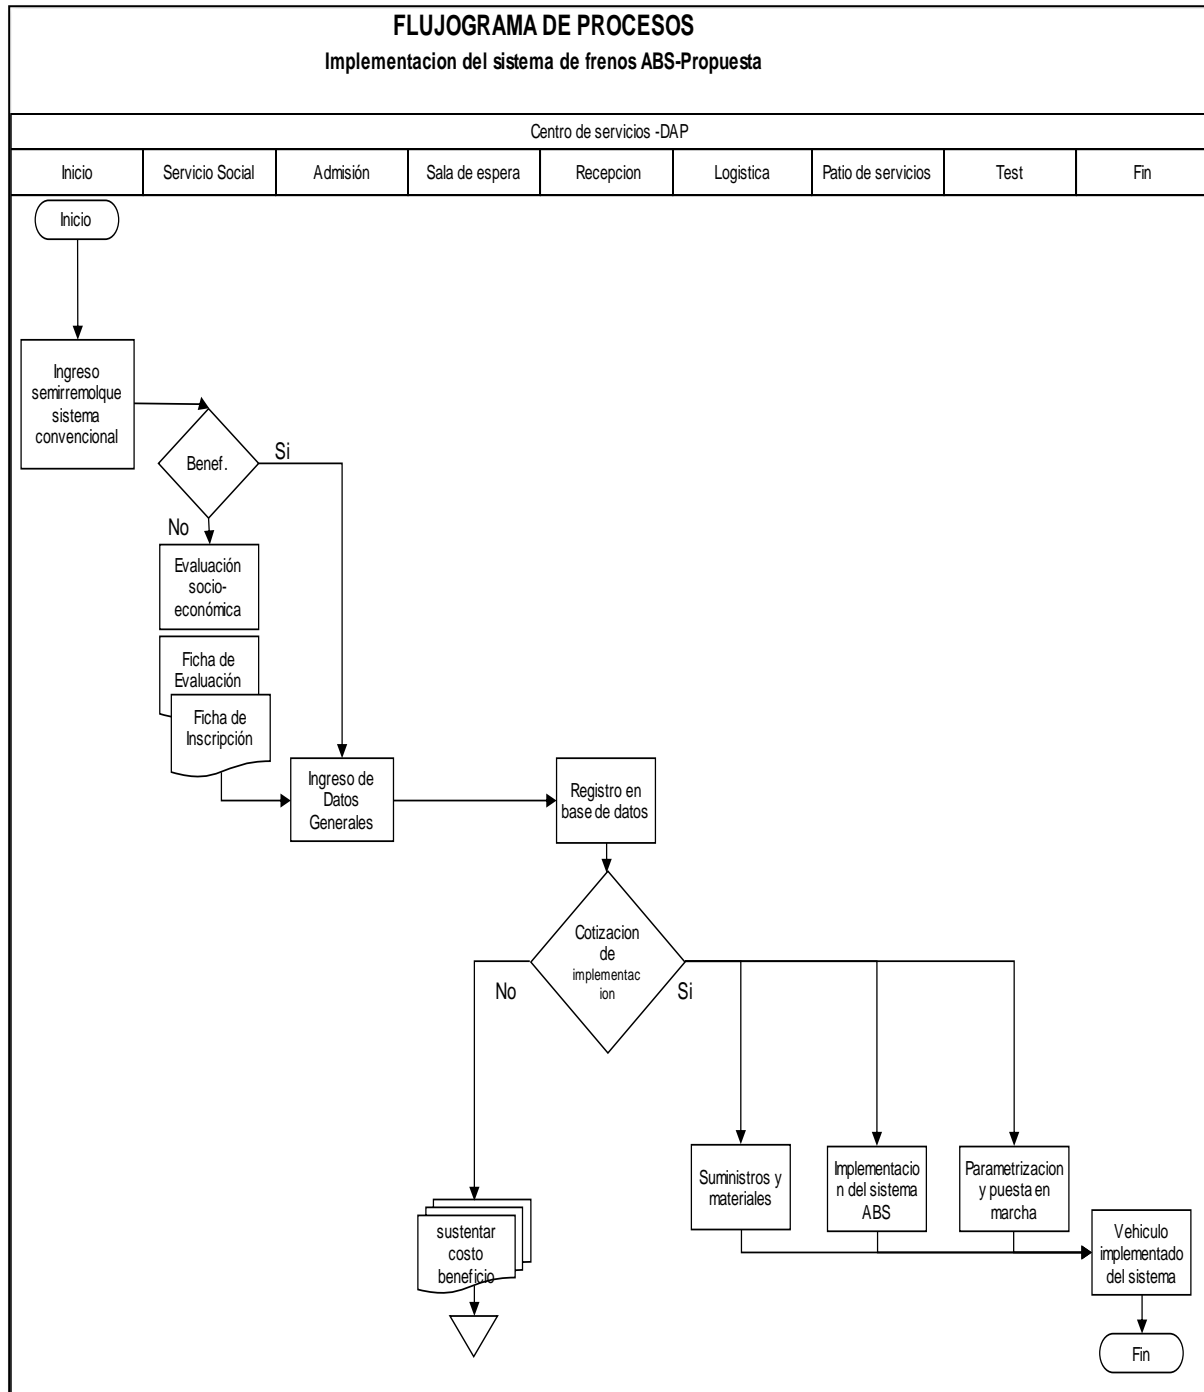 FLUJOGRAMA DE PROCESOS
Implementacion del sistema de frenos ABS-Propuesta
Centro de servicios -DAP
Inicio
Servicio Social
Admisión
Sala de espera
Recepcion
Logistica
Patio de servicios
Test
Fin
Inicio
Ingreso
semirremolque
sistema
convencional
Benef.
Si
No
Evaluación
socio-
económica
Ficha de
Evaluación
Ficha de
Inscripción
Ingreso de
Datos
Generales
Registro en
base de datos
Cotizacion
de
implementac
ion
No
Si
sustentar
costo
beneficio
Suministros y
materiales
Implementacio
n del sistema
ABS
Parametrizacion
y puesta en
marcha
Vehiculo
implementado
del sistema
Fin